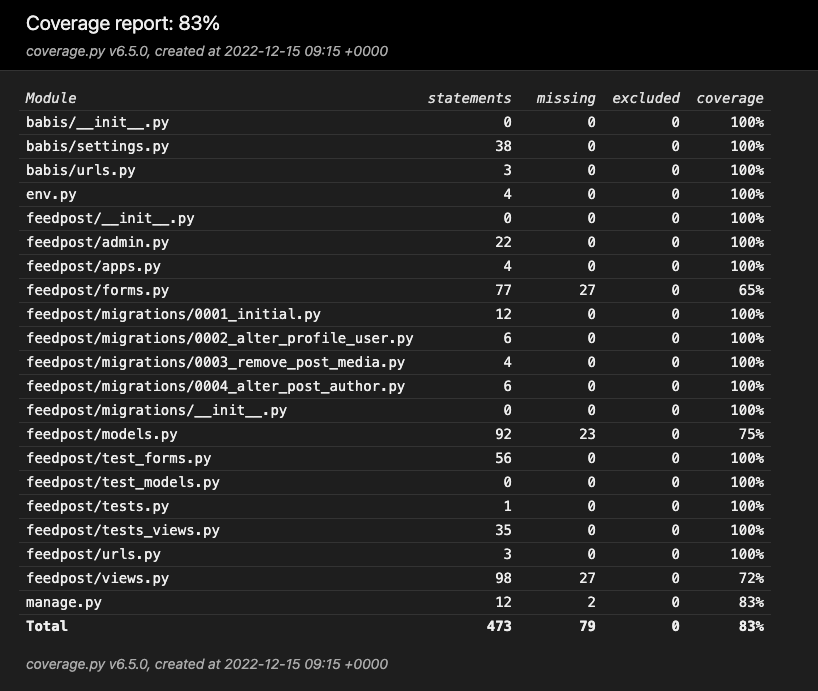 Coverage report: 83%
coverage.py v6.5.0, created at 2022-12-15 09:15 +0000
Module statements missing excluded coverage
babis/__init__.py 0 0 0 100%
babis/settings.py 38 0 0 100%
babis/urls.py 3 0 0 100%
env.py 4 0 0 100%
feedpost/__init__.py 0 0 0 100%
feedpost/admin.py 22 0 0 100%
feedpost/apps.py 4 0 0 100%
feedpost/forms.py 77 27 0 65%
feedpost/migrations/0001_initial.py 12 0 0 100%
feedpost/migrations/0002_alter_profile_user.py 6 0 0 100%
feedpost/migrations/0003_remove_post_media.py 4 0 0 100%
feedpost/migrations/0004_alter_post_author.py 6 0 0 100%
feedpost/migrations/__init__.py 0 0 0 100%
feedpost/models.py 92 23 0 75%
feedpost/test_forms.py 56 0 0 100%
feedpost/test_models.py 0 0 0 100%
feedpost/tests.py 1 0 0 100%
feedpost/tests_views.py 35 0 0 100%
feedpost/urls.py 3 0 0 100%
feedpost/views.py 98 27 0 72%
manage.py 12 2 0 83%
Total 473 79 0 83%
coverage.py v6.5.0, created at 2022-12-15 09:15 +0000